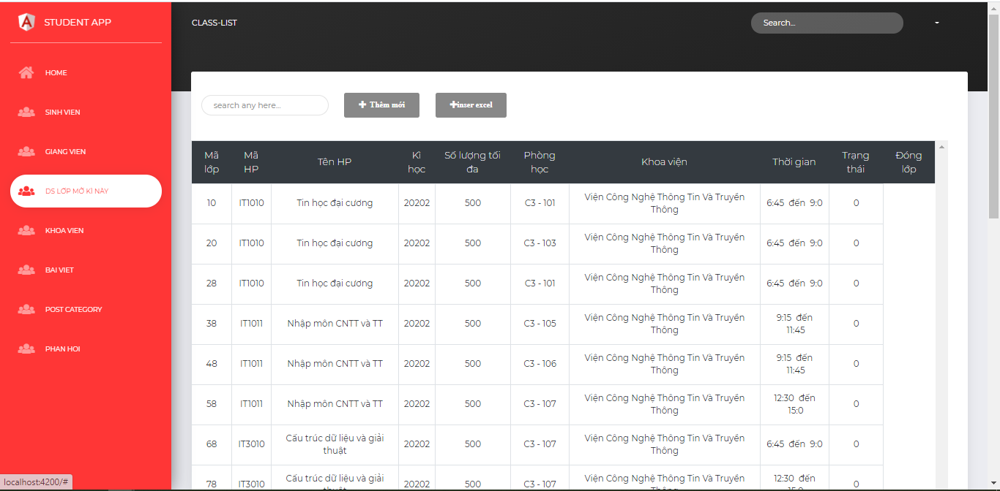 STUDENT APP
HOME
SINH VIEN
GIANG VIEN
DS LỚP MỞ KÌ NÀY
KHOA VIEN
BAI VIET
POST CATEGORY
PHAN HOI
localhost:4200/#
CLASS-LIST
Search...
search any here...
Thêm mới
inser excel
Mã lớp Mã HP Tên HP Kì học Số lượng tối đa Phòng học Khoa viện Thời gian Trạng thái Đóng lớp
10 IT1010 Tin học đại cương 20202 500 C3 - 101 Viện Công Nghệ Thông Tin Và Truyền Thông 6:45 đến 9:0 0
20 IT1010 Tin học đại cương 20202 500 C3 - 103 Viện Công Nghệ Thông Tin Và Truyền Thông 6:45 đến 9:0 0
28 IT1010 Tin học đại cương 20202 500 C3 - 101 Viện Công Nghệ Thông Tin Và Truyền Thông 6:45 đến 9:0 0
38 IT1011 Nhập môn CNTT và TT 20202 500 C3 - 105 Viện Công Nghệ Thông Tin Và Truyền Thông 9:15 đến 11:45 0
48 IT1011 Nhập môn CNTT và TT 20202 500 C3 - 106 Viện Công Nghệ Thông Tin Và Truyền Thông 9:15 đến 11:45 0
58 IT1011 Nhập môn CNTT và TT 20202 500 C3 - 107 Viện Công Nghệ Thông Tin Và Truyền Thông 12:30 đến 15:0 0
68 IT3010 Cấu trúc dữ liệu và giải thuật 20202 500 C3 - 107 Viện Công Nghệ Thông Tin Và Truyền Thông 6:45 đến 9:0 0
78 IT3010 Cấu trúc dữ liệu và giải thuật 20202 500 C3 - 107 Viện Công Nghệ Thông Tin Và Truyền Thông 12:30 đến 15:0 0